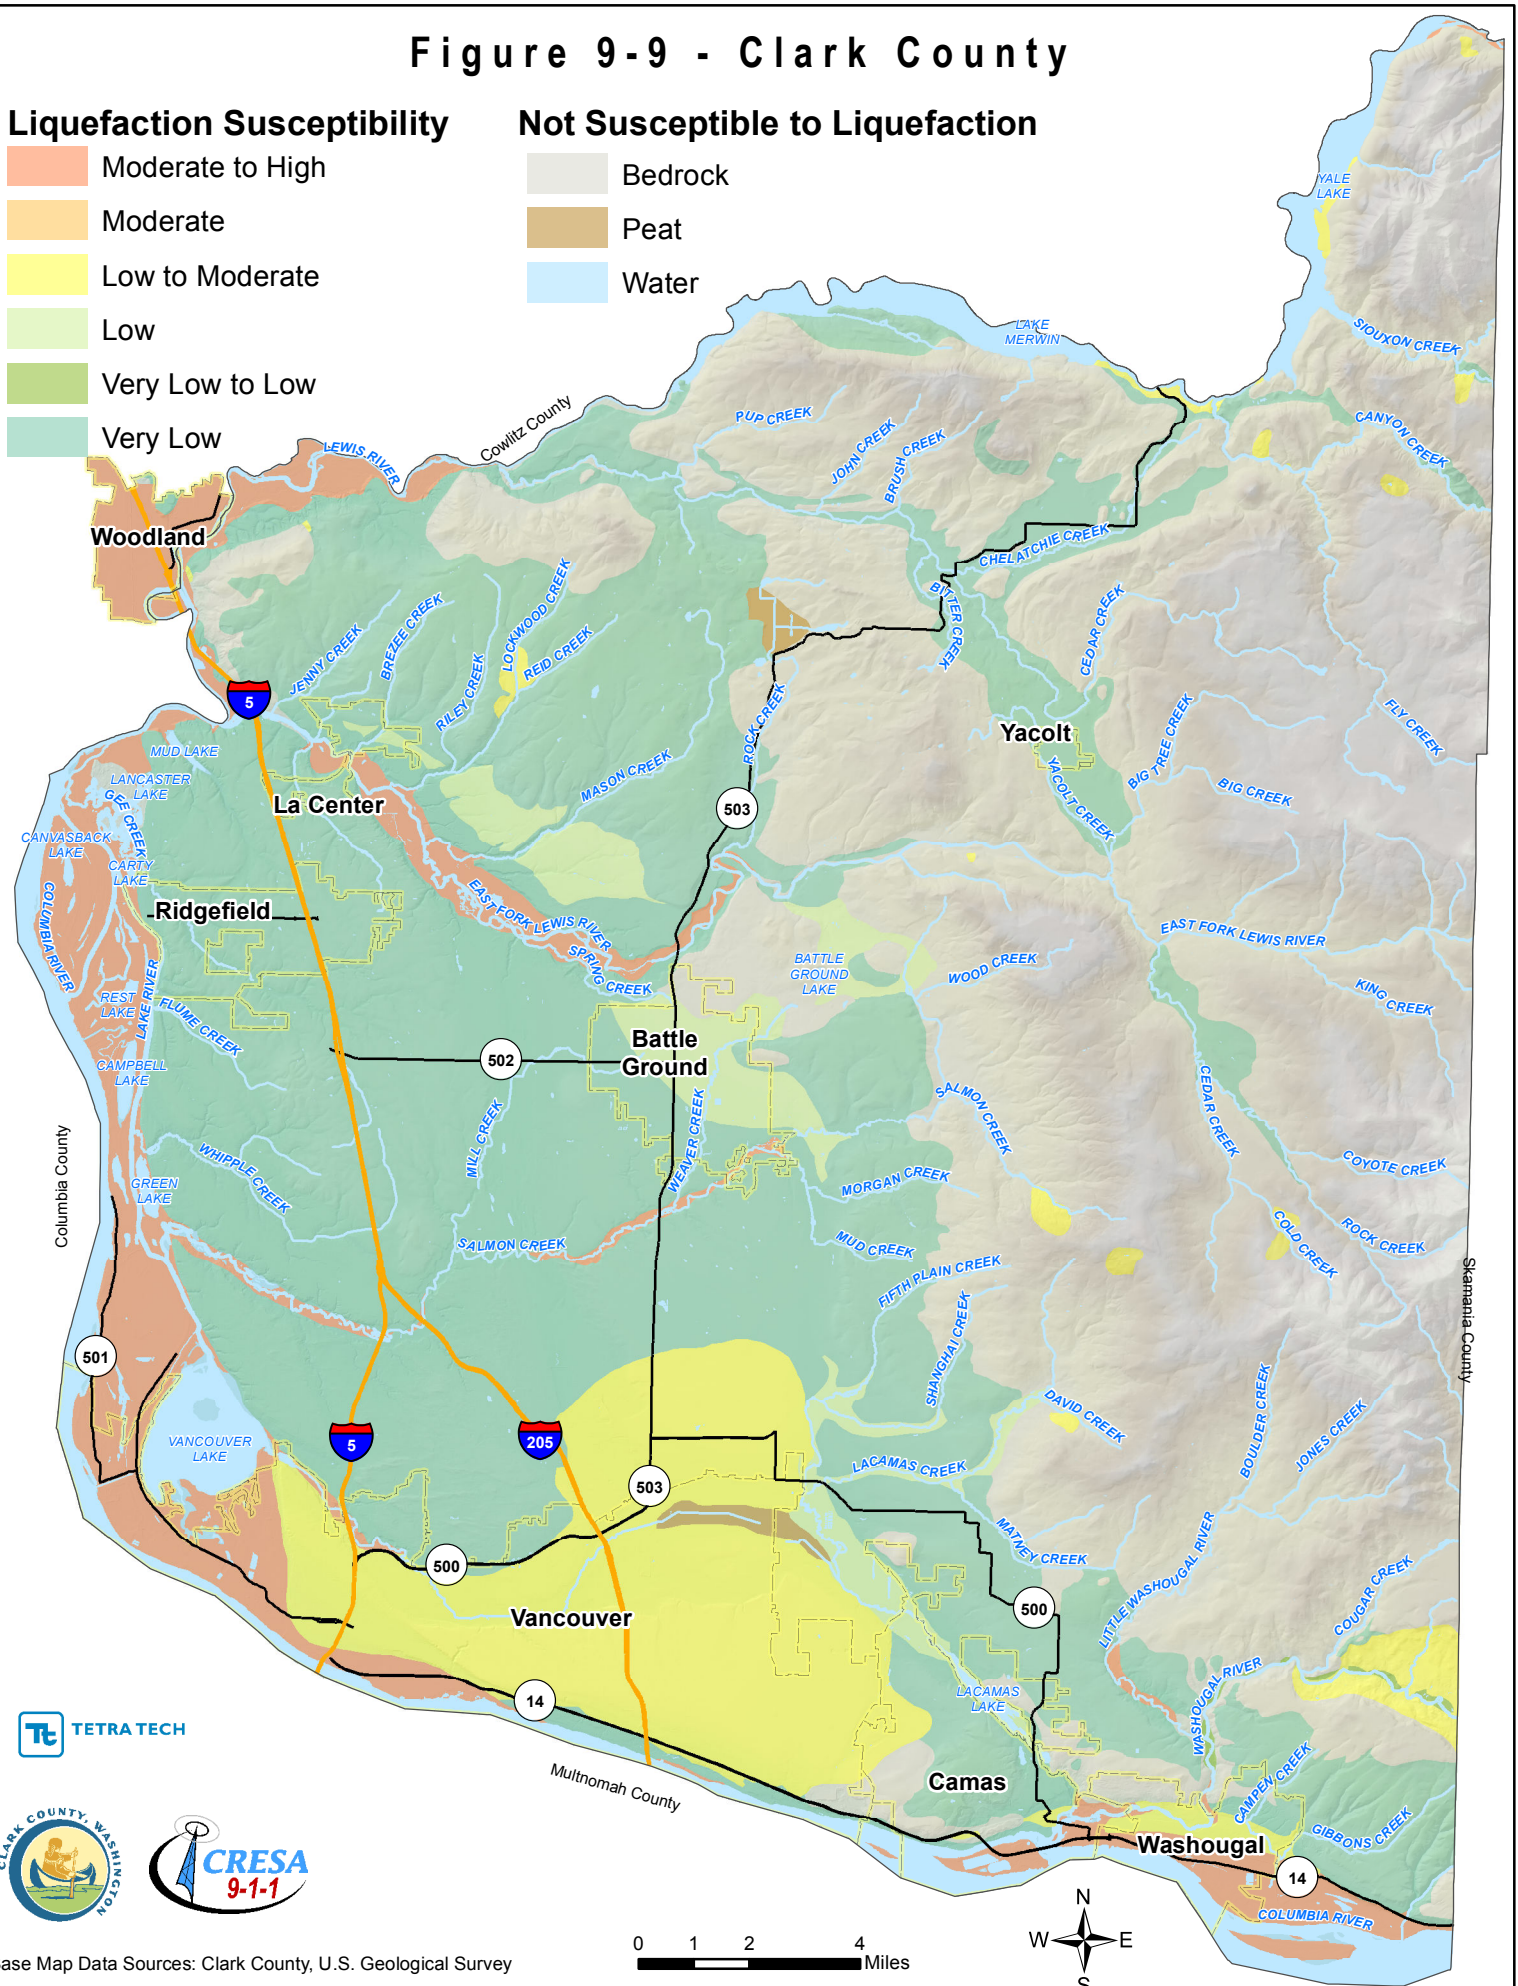 Figure 9-9 - Clark County
Liquefaction Susceptibility
Moderate to High
Moderate
Low to Moderate
Low
Very Low to Low
Very Low
Not Susceptible to Liquefaction
Bedrock
Peat
Water
YALE
LAKE
LAKE
MERWIN
SIOUXON CREEK
CANYON CREEK
Cowlitz County
LEWIS RIVER
PUP CREEK
JOHN CREEK
BRUSH CREEK
Woodland
CHELATCHIE CREEK
BITTER CREEK
CEDAR CREEK
LOCKWOOD CREEK
BREZEE CREEK
JENNY CREEK
REID CREEK
RILEY CREEK
5
ROCK CREEK
Yacolt
BIG TREE CREEK
FLY CREEK
MUD LAKE
LANCASTER
LAKE
GEE CREEK
MASON CREEK
YACOLT CREEK
BIG CREEK
La Center
503
CANVASBACK
LAKE
CARTY
LAKE
COLUMBIA RIVER
Ridgefield
EAST FORK LEWIS RIVER
EAST FORK LEWIS RIVER
SPRING CREEK
BATTLE
GROUND
LAKE
WOOD CREEK
KING CREEK
REST
LAKE
LAKE RIVER
FLUME CREEK
Battle
Ground
502
CAMPBELL
LAKE
MILL CREEK
WEAVER CREEK
SALMON CREEK
CEDAR CREEK
Columbia County
WHIPPLE CREEK
GREEN
LAKE
MORGAN CREEK
COYOTE CREEK
SALMON CREEK
MUD CREEK
COLD CREEK
ROCK CREEK
FIFTH PLAIN CREEK
SHANGHAI CREEK
Skamania County
501
VANCOUVER
LAKE
5
205
DAVID CREEK
BOULDER CREEK
JONES CREEK
LACAMAS CREEK
503
MATNEY CREEK
500
500
LITTLE WASHOUGAL RIVER
COUGAR CREEK
Vancouver
WASHOUGAL RIVER
LACAMAS
LAKE
14
TETRA TECH
Multnomah County
Camas
CAMPEN CREEK
GIBBONS CREEK
Washougal
14
COLUMBIA RIVER
CLARK COUNTY, WASHINGTON
CRESA
9-1-1
N
W E
S
0 1 2 4
Miles
Base Map Data Sources: Clark County, U.S. Geological Survey